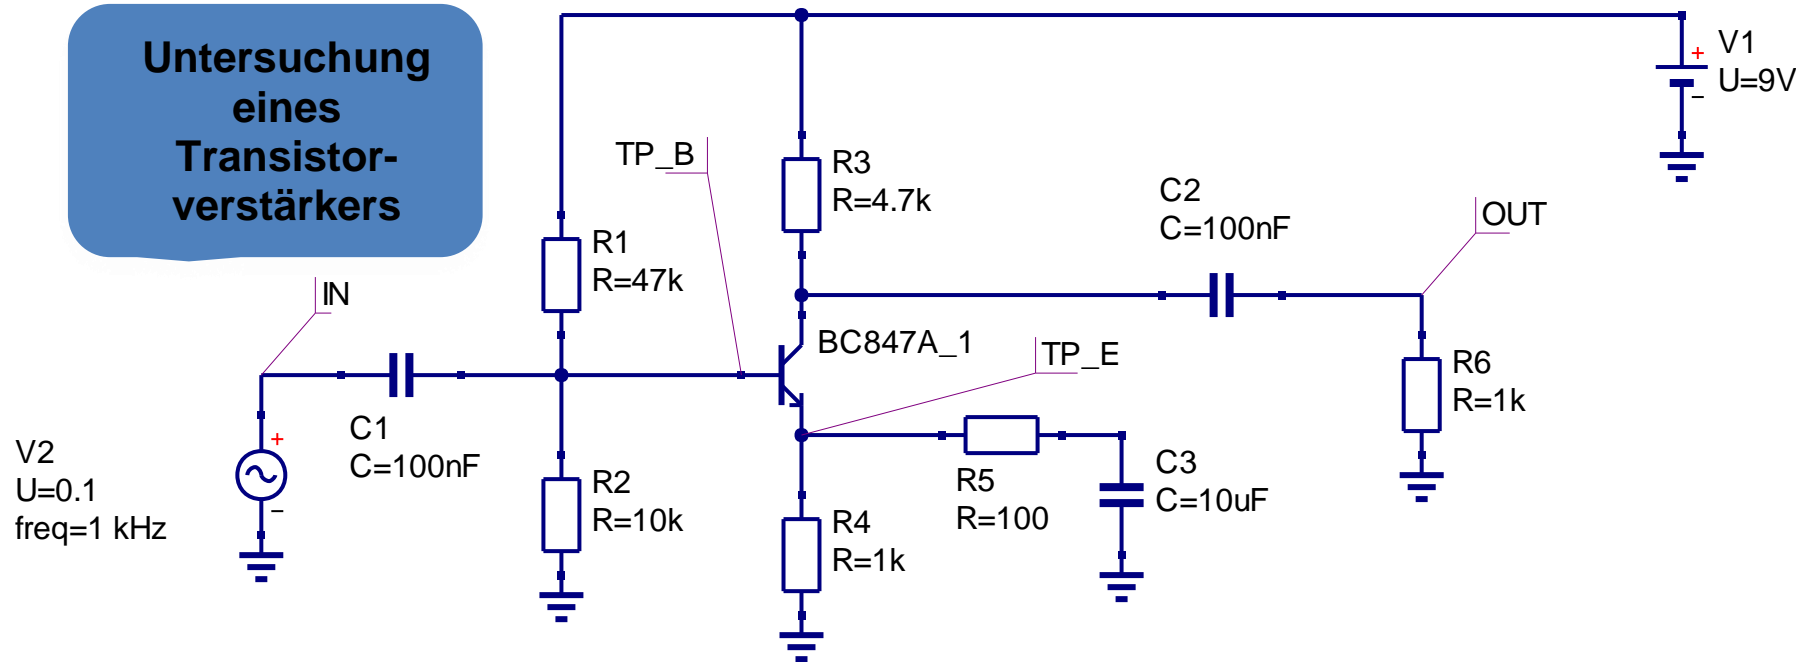 Untersuchung
eines
Transistor-
verstärkers
V1
U=9V
TP_B
R3
R=4.7k
C2
C=100nF
OUT
R1
R=47k
IN
BC847A_1
TP_E
R6
R=1k
C1
C=100nF
V2
U=0.1
freq=1 kHz
R2
R=10k
R5
R=100
C3
C=10uF
R4
R=1k